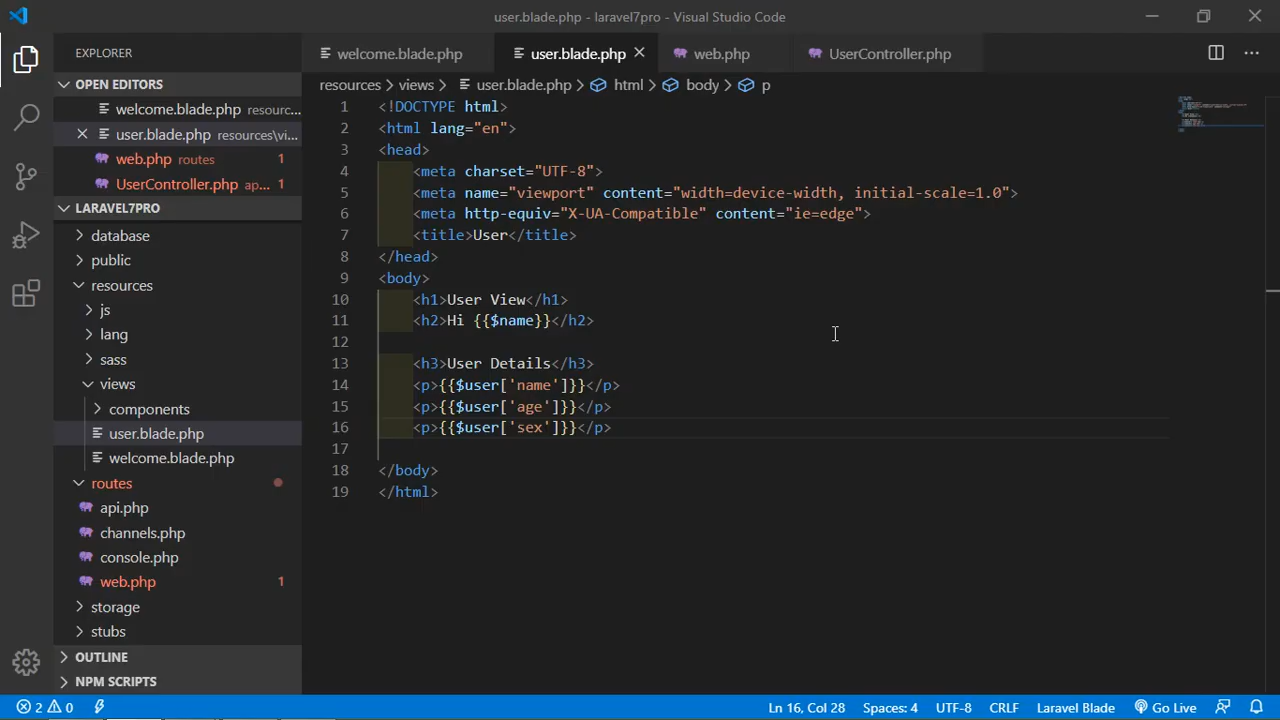 user.blade.php - laravel7pro - Visual Studio Code
EXPLORER
OPEN EDITORS
welcome.blade.php resourc...
user.blade.php resources\vi...
web.php routes 1
UserController.php ap... 1
LARAVEL7PRO
database
public
resources
js
lang
sass
views
components
user.blade.php
welcome.blade.php
routes
api.php
channels.php
console.php
web.php 1
storage
stubs
OUTLINE
NPM SCRIPTS
welcome.blade.php user.blade.php web.php UserController.php
resources > views > user.blade.php > html > body > p
1 <!DOCTYPE html>
2 <html lang="en">
3 <head>
4 <meta charset="UTF-8">
5 <meta name="viewport" content="width=device-width, initial-scale=1.0">
6 <meta http-equiv="X-UA-Compatible" content="ie=edge">
7 <title>User</title>
8 </head>
9 <body>
10 <h1>User View</h1>
11 <h2>Hi {{$name}}</h2>
12
13 <h3>User Details</h3>
14 <p>{{$user['name']}}</p>
15 <p>{{$user['age']}}</p>
16 <p>{{$user['sex']}}</p>
17
18 </body>
19 </html>
2 0 Ln 16, Col 28 Spaces: 4 UTF-8 CRLF Laravel Blade Go Live